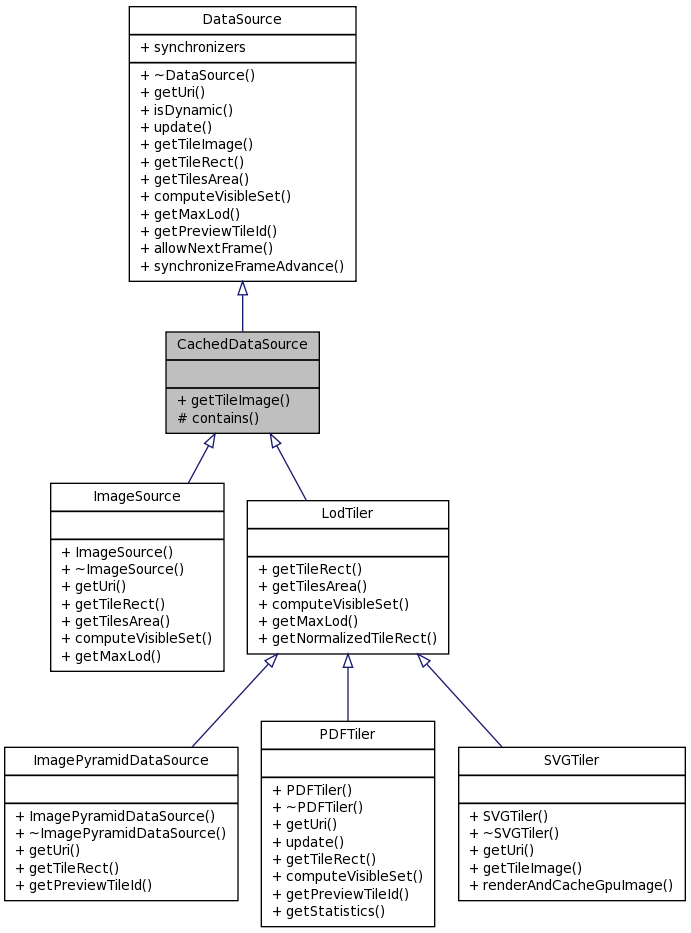 DataSource
+ synchronizers
+ ~DataSource()
+ getUri()
+ isDynamic()
+ update()
+ getTileImage()
+ getTileRect()
+ getTilesArea()
+ computeVisibleSet()
+ getMaxLod()
+ getPreviewTileId()
+ allowNextFrame()
+ synchronizeFrameAdvance()
CachedDataSource
+ getTileImage()
# contains()
ImageSource
+ ImageSource()
+ ~ImageSource()
+ getUri()
+ getTileRect()
+ getTilesArea()
+ computeVisibleSet()
+ getMaxLod()
LodTiler
+ getTileRect()
+ getTilesArea()
+ computeVisibleSet()
+ getMaxLod()
+ getNormalizedTileRect()
ImagePyramidDataSource
+ ImagePyramidDataSource()
+ ~ImagePyramidDataSource()
+ getUri()
+ getTileRect()
+ getPreviewTileId()
PDFTiler
+ PDFTiler()
+ ~PDFTiler()
+ getUri()
+ update()
+ getTileRect()
+ computeVisibleSet()
+ getPreviewTileId()
+ getStatistics()
SVGTiler
+ SVGTiler()
+ ~SVGTiler()
+ getUri()
+ getTileImage()
+ renderAndCacheGpuImage()